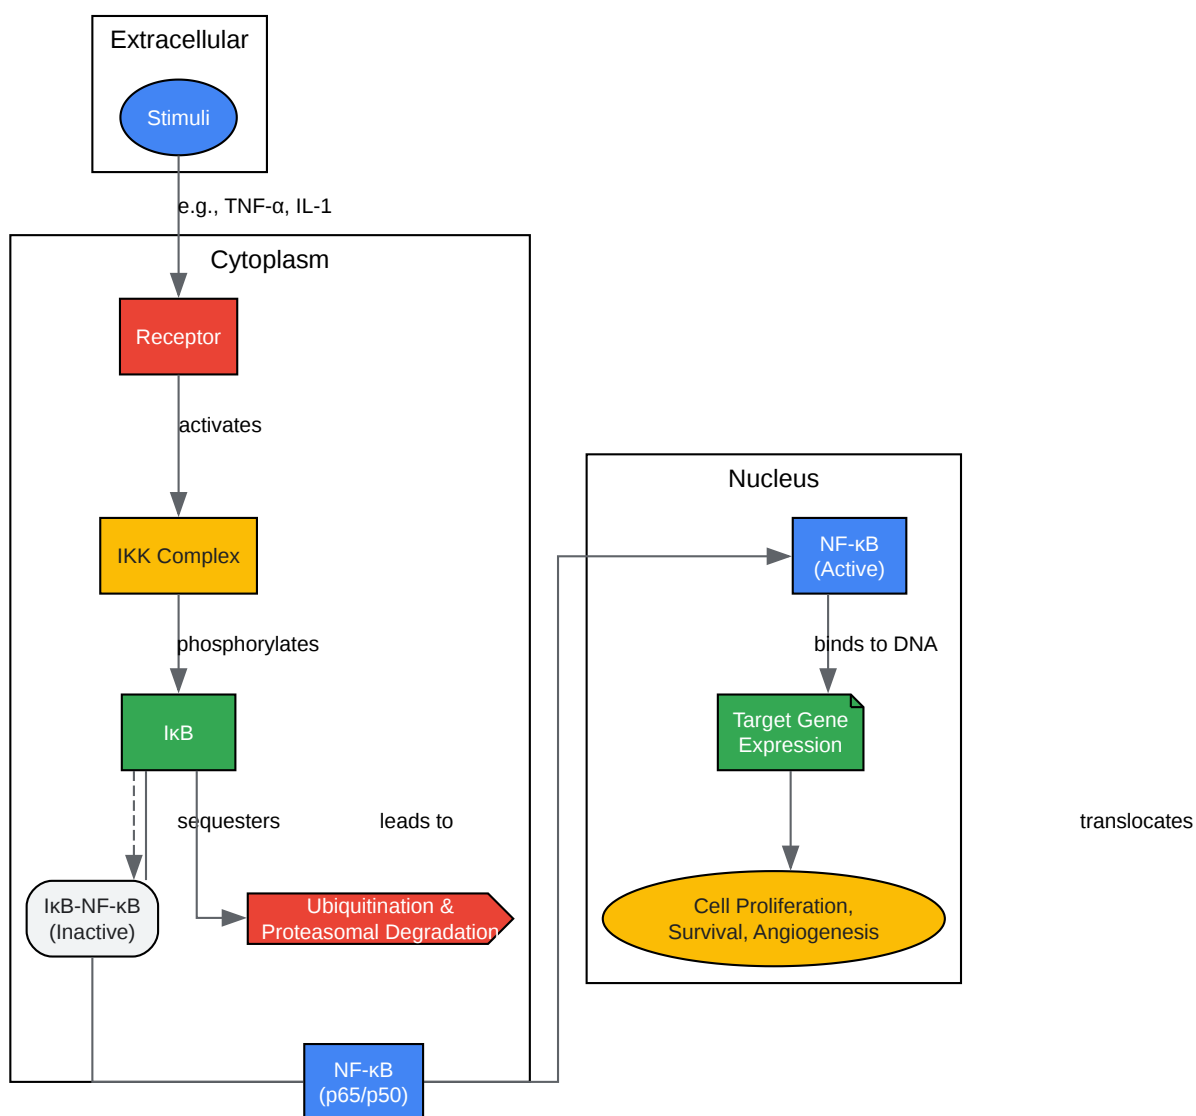 Extracellular
Stimuli
e.g., TNF-α, IL-1
Cytoplasm
Receptor
activates
IKK Complex
phosphorylates
IκB
sequesters
leads to
IκB-NF-κB
(Inactive)
Ubiquitination &
Proteasomal Degradation
NF-κB
(p65/p50)
Nucleus
NF-κB
(Active)
binds to DNA
Target Gene
Expression
translocates
Cell Proliferation,
Survival, Angiogenesis